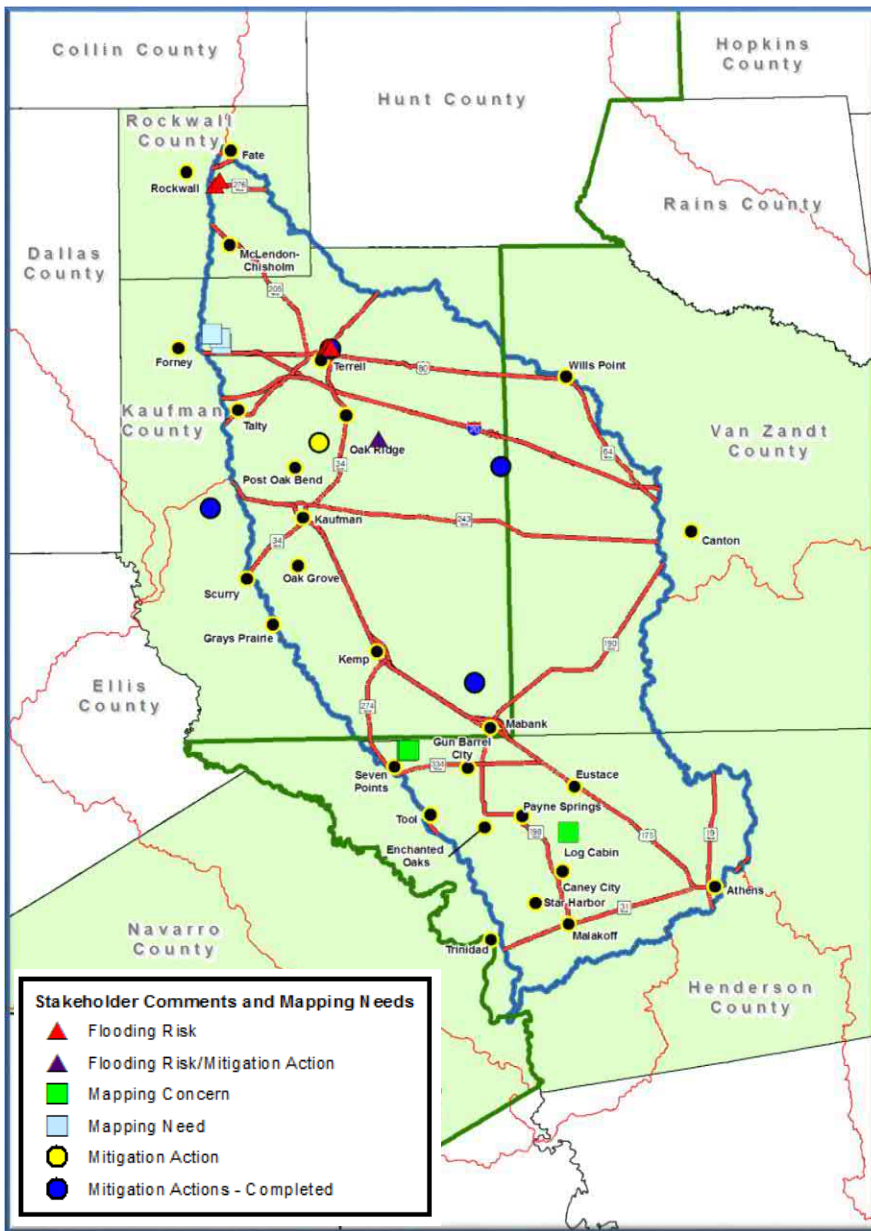 Collin County
Hopkins
County
Hunt County
Rockwall
County
Fate
Rockwall
276
Rains County
Dallas
County
McLendon-
Chisholm
205
Forney
Terrell
80
Wills Point
Kaufman
County
Talty
Oak Ridge
20
64
Van Zandt
County
34
Post Oak Bend
Kaufman
243
Canton
34
Oak Grove
Scurry
Grays Prairie
Kemp
190
Ellis
County
274
Mabank
Gun Barrel
City
334
Seven
Points
Eustace
Payne Springs
Tool
198
175
19
Enchanted
Oaks
Log Cabin
Caney City
Athens
Star Harbor
31
Navarro
County
Malakoff
Trinidad
Henderson
County
Stakeholder Comments and Mapping Needs
Flooding Risk
Flooding Risk/Mitigation Action
Mapping Concern
Mapping Need
Mitigation Action
Mitigation Actions - Completed